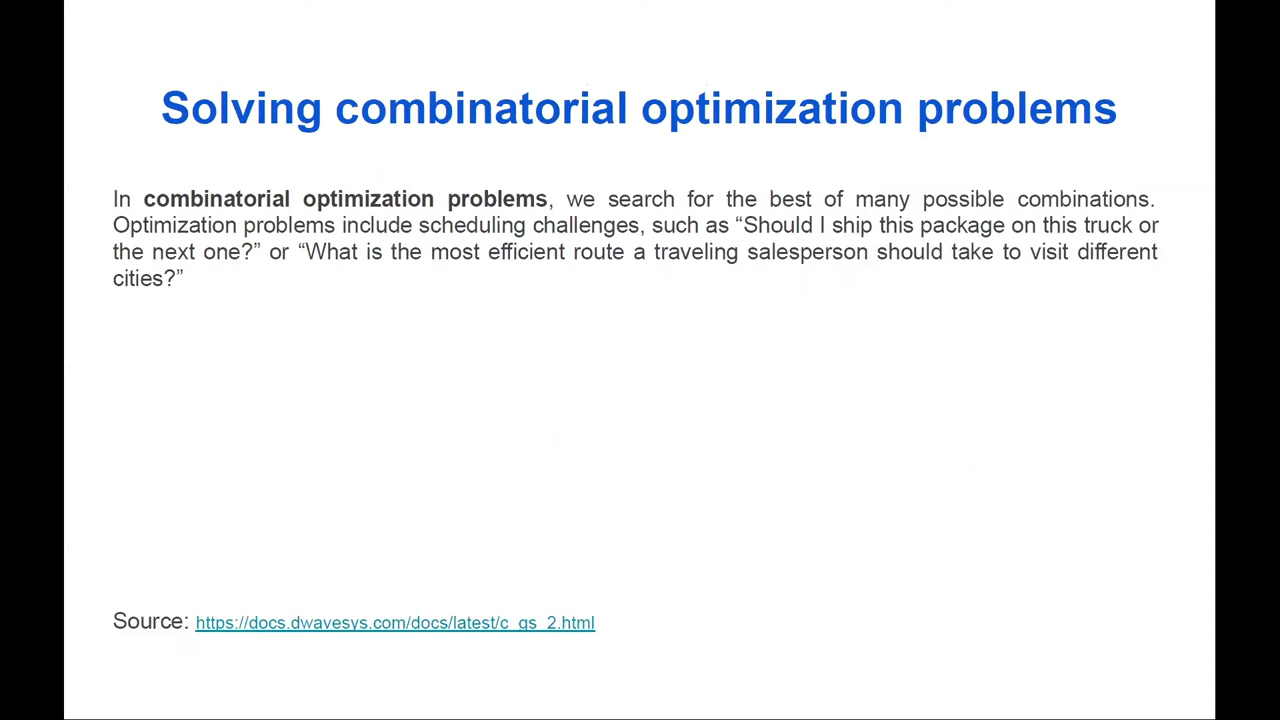 Solving combinatorial optimization problems
In combinatorial optimization problems, we search for the best of many possible combinations.
Optimization problems include scheduling challenges, such as “Should I ship this package on this truck or
the next one?” or “What is the most efficient route a traveling salesperson should take to visit different
cities?”
Source: https://docs.dwavesys.com/docs/latest/c_gs_2.html